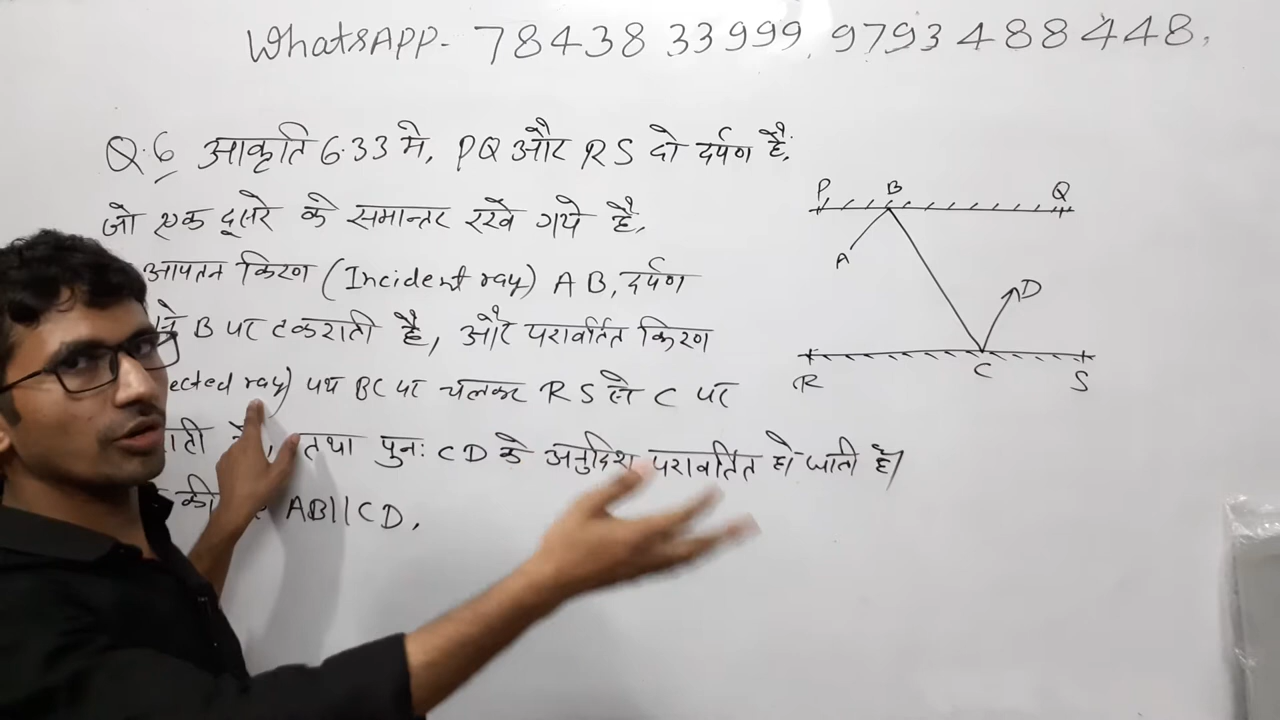 WhatsAPP- 7843833999, 9793488448,
Q.6 आकृति 6.33 मे, PQ और RS दो दर्पण है,
जो एक दूसरे के समान्तर रखे गये है,
आपतन किरण (Incident ray) AB, दर्पण
B पर टकराती है, और परावर्तित किरण
ected ray) पथ BC पर चलकर RS से C पर
तथा पुनः CD के अनुदिश परावर्तित हो जाती है।
की AB||CD,
P B Q
A
D
R C S